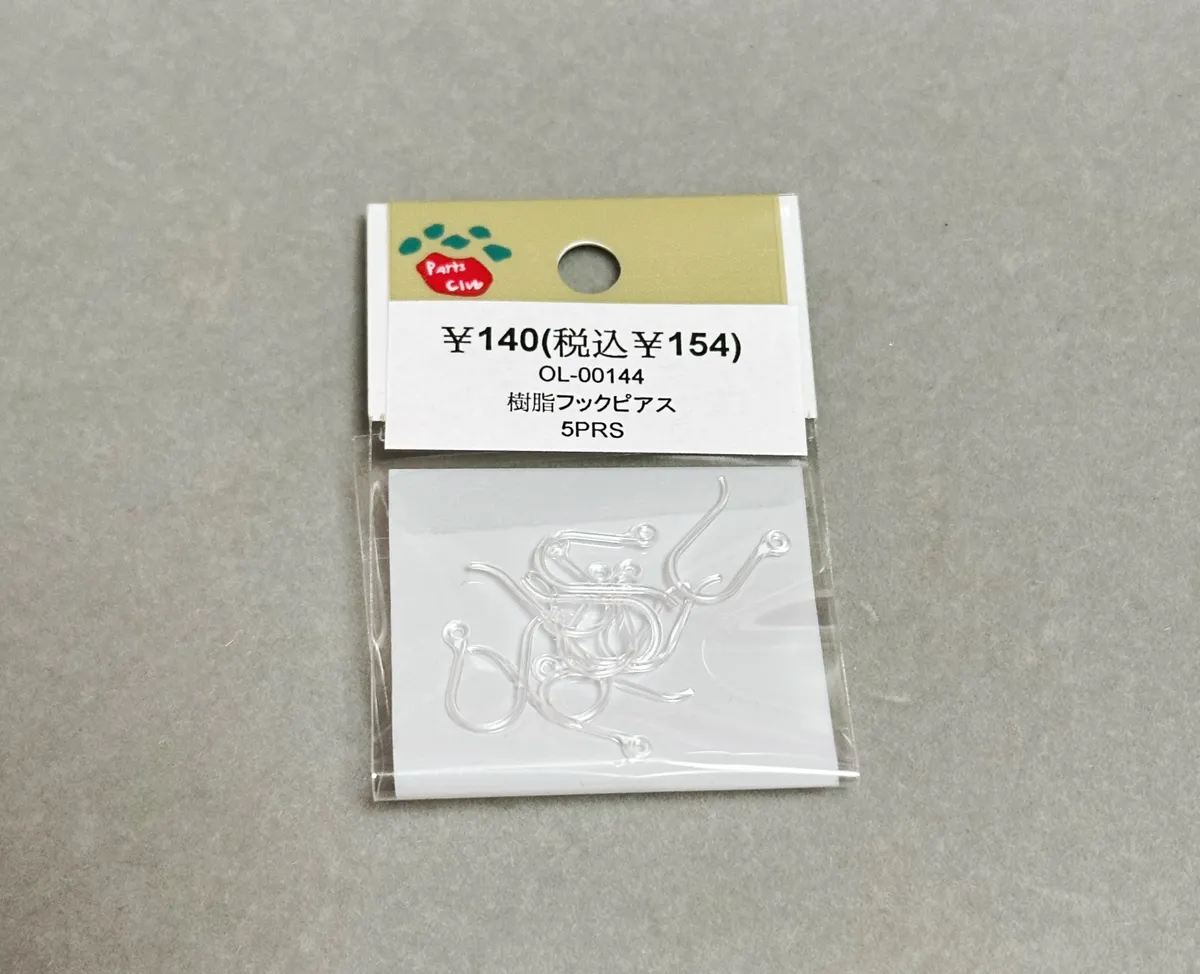 Parts
Club
￥140(税込￥154)
OL-00144
樹脂フックピアス
5PRS